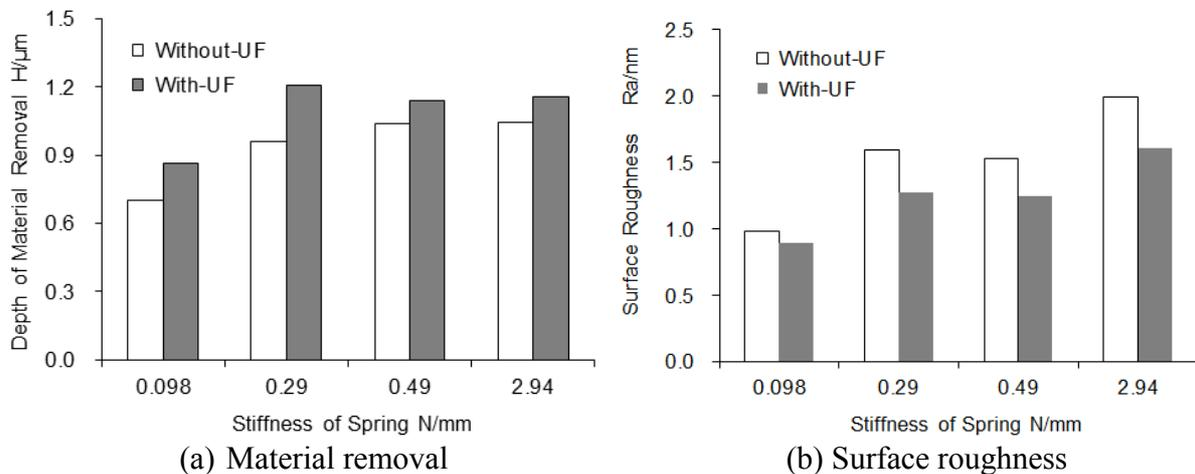 Depth of Material Removal H/μm
1.5
1.2
0.9
0.6
0.3
0.0
Without-UF
With-UF
0.098 0.29 0.49 2.94
Stiffness of Spring N/mm
(a) Material removal
Surface Roughness Ra/nm
2.5
2.0
1.5
1.0
0.5
0.0
Without-UF
With-UF
0.098 0.29 0.49 2.94
Stiffness of Spring N/mm
(b) Surface roughness